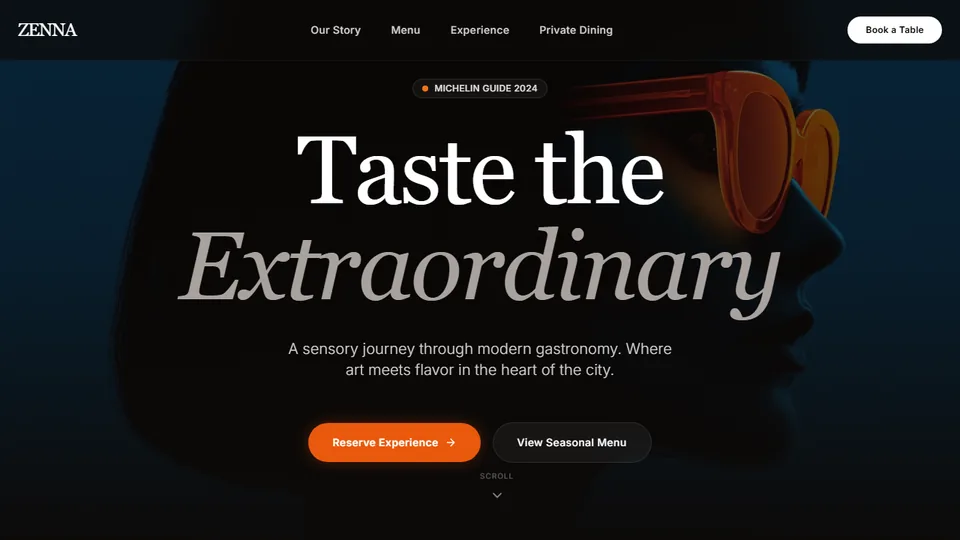 ZENNA
Our Story
Menu
Experience
Private Dining
Book a Table
MICHELIN GUIDE 2024
Taste the
Extraordinary
A sensory journey through modern gastronomy. Where
art meets flavor in the heart of the city.
Reserve Experience →
View Seasonal Menu
SCROLL